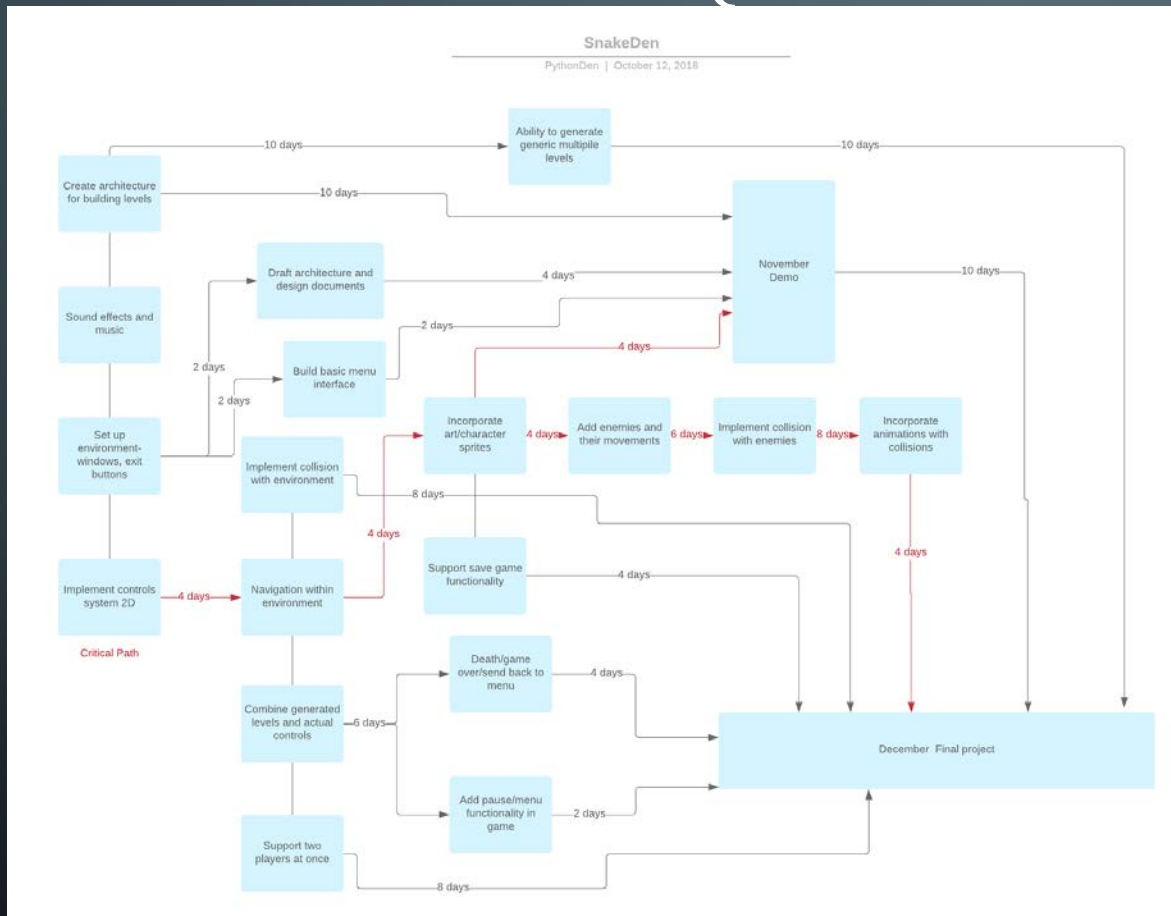 SnakeDen
PythonDen | October 12, 2018
10 days
Ability to generate
generic multipile
levels
10 days
Create architecture
for building levels
10 days
November
Demo
10 days
Draft architecture and
design documents
4 days
Sound effects and
music
2 days
Build basic menu
interface
2 days
2 days
4 days
Set up
environment-
windows, exit
buttons
Incorporate
art/character
sprites
4 days
Add enemies and
their movements
6 days
Implement collision
with enemies
8 days
Incorporate
animations with
collisions
Implement collision
with environment
8 days
4 days
4 days
Support save game
functionality
4 days
Implement controls
system 2D
4 days
Navigation within
environment
Critical Path
Death/game
over/send back to
menu
4 days
Combine generated
levels and actual
controls
6 days
December Final project
Add pause/menu
functionality in
game
2 days
Support two
players at once
8 days